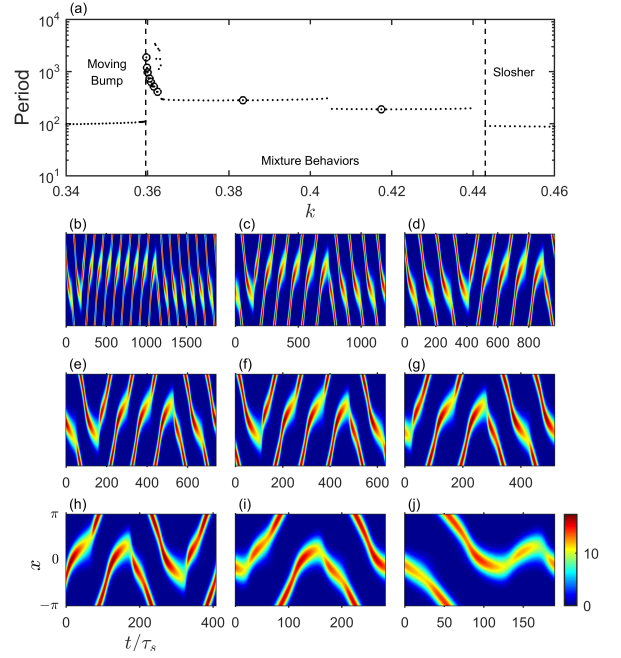 (a)
10^4
10^3
10^2
10^1
Period
Moving
Bump
Slosher
Mixture Behaviors
0.34 0.36 0.38 0.4 0.42 0.44 0.46
k
(b) (c) (d)
0 500 1000 1500
0 500 1000
0 200 400 600 800
(e) (f) (g)
0 200 400 600
0 200 400 600
0 200 400
(h) (i) (j)
π
x
0
−π
0 100 200 300 400
0 100 200
0 50 100 150
10
0
t/τ_s